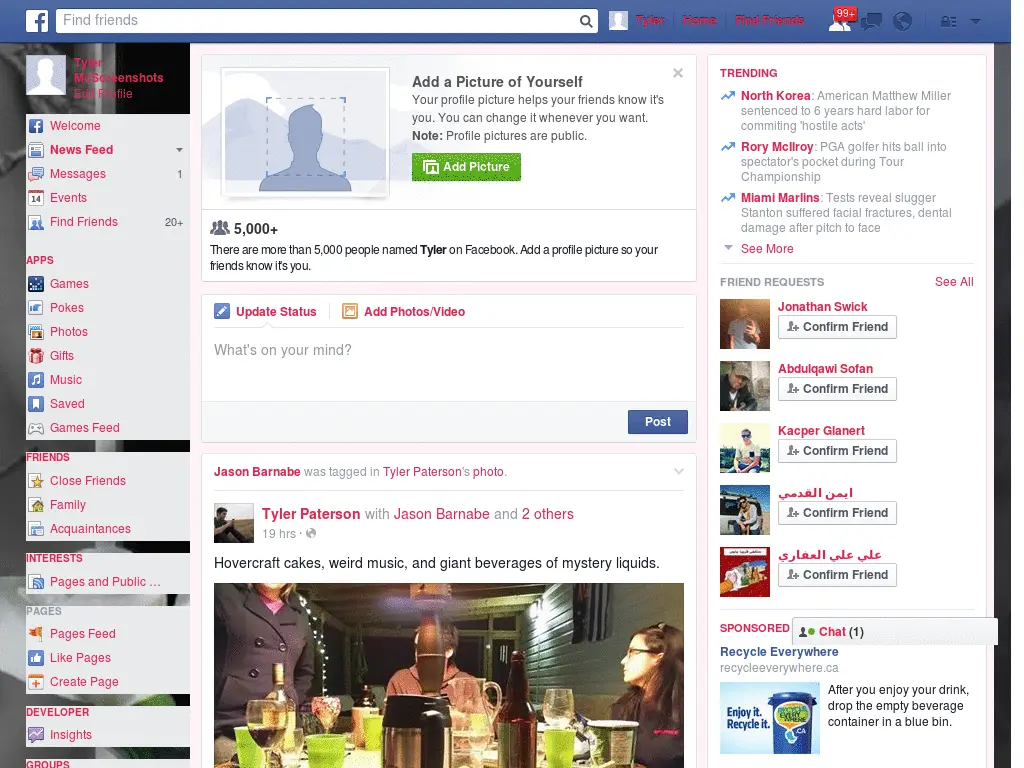 Find friends
Tyler
Home
Find Friends
99+
Tyler
McScreenshots
Edit Profile
Welcome
News Feed
Messages 1
14 Events
Find Friends 20+
APPS
Games
Pokes
Photos
Gifts
Music
Saved
Games Feed
FRIENDS
Close Friends
Family
Acquaintances
INTERESTS
Pages and Public ...
PAGES
Pages Feed
Like Pages
Create Page
DEVELOPER
Insights
GROUPS
Add a Picture of Yourself
Your profile picture helps your friends know it's
you. You can change it whenever you want.
Note: Profile pictures are public.
Add Picture
5,000+
There are more than 5,000 people named Tyler on Facebook. Add a profile picture so your
friends know it's you.
Update Status
Add Photos/Video
What's on your mind?
Post
Jason Barnabe was tagged in Tyler Paterson's photo.
Tyler Paterson with Jason Barnabe and 2 others
19 hrs ·
Hovercraft cakes, weird music, and giant beverages of mystery liquids.
TRENDING
North Korea: American Matthew Miller
sentenced to 6 years hard labor for
commiting 'hostile acts'
Rory McIlroy: PGA golfer hits ball into
spectator's pocket during Tour
Championship
Miami Marlins: Tests reveal slugger
Stanton suffered facial fractures, dental
damage after pitch to face
See More
FRIEND REQUESTS See All
Jonathan Swick
Confirm Friend
Abdulqawi Sofan
Confirm Friend
Kacper Glanert
Confirm Friend
ايمن القدمي
Confirm Friend
علي علي العفاري
Confirm Friend
SPONSORED
Chat (1)
Recycle Everywhere
recycleeverywhere.ca
Enjoy it.
Recycle it.
.CA
After you enjoy your drink,
drop the empty beverage
container in a blue bin.